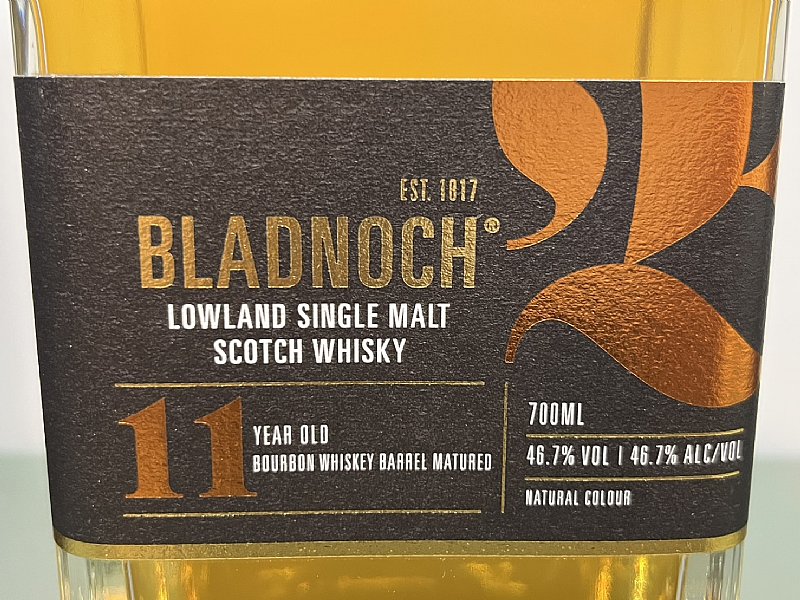 EST. 1817
BLADNOCH®
LOWLAND SINGLE MALT
SCOTCH WHISKY
11
YEAR OLD
BOURBON WHISKEY BARREL MATURED
700ML
46.7% VOL | 46.7% ALC/VOL
NATURAL COLOUR